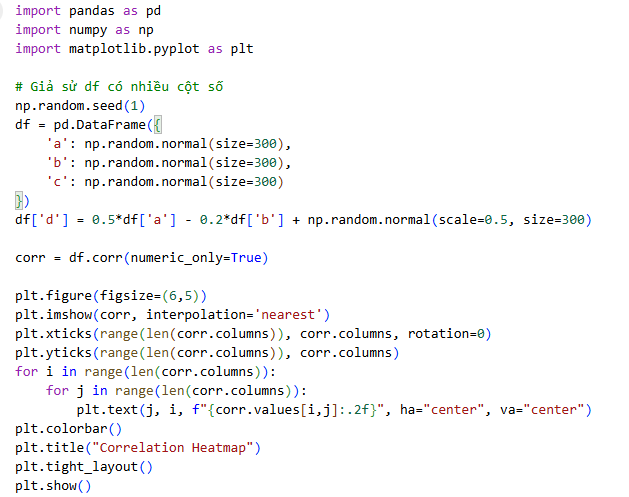 import pandas as pd
import numpy as np
import matplotlib.pyplot as plt

# Giả sử df có nhiều cột số
np.random.seed(1)
df = pd.DataFrame({
    'a': np.random.normal(size=300),
    'b': np.random.normal(size=300),
    'c': np.random.normal(size=300)
})
df['d'] = 0.5*df['a'] - 0.2*df['b'] + np.random.normal(scale=0.5, size=300)

corr = df.corr(numeric_only=True)

plt.figure(figsize=(6,5))
plt.imshow(corr, interpolation='nearest')
plt.xticks(range(len(corr.columns)), corr.columns, rotation=0)
plt.yticks(range(len(corr.columns)), corr.columns)
for i in range(len(corr.columns)):
    for j in range(len(corr.columns)):
        plt.text(j, i, f"{corr.values[i,j]:.2f}", ha="center", va="center")
plt.colorbar()
plt.title("Correlation Heatmap")
plt.tight_layout()
plt.show()